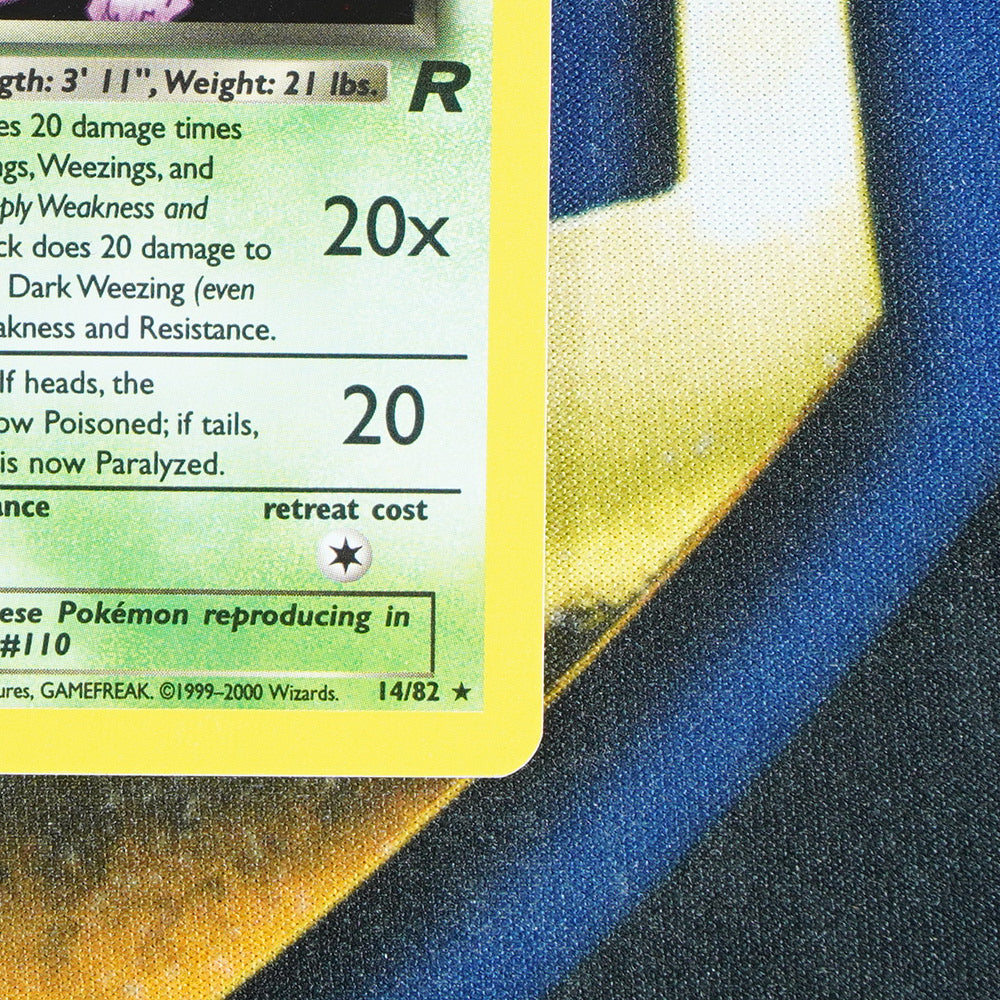 gth: 3' 11", Weight: 21 lbs. R
es 20 damage times
gs, Weezings, and
ply Weakness and
20x
ck does 20 damage to
Dark Weezing (even
akness and Resistance.
If heads, the
ow Poisoned; if tails,
20
is now Paralyzed.
ance retreat cost
ese Pokémon reproducing in
#110
ures, GAMEFREAK. ©1999–2000 Wizards. 14/82 ★